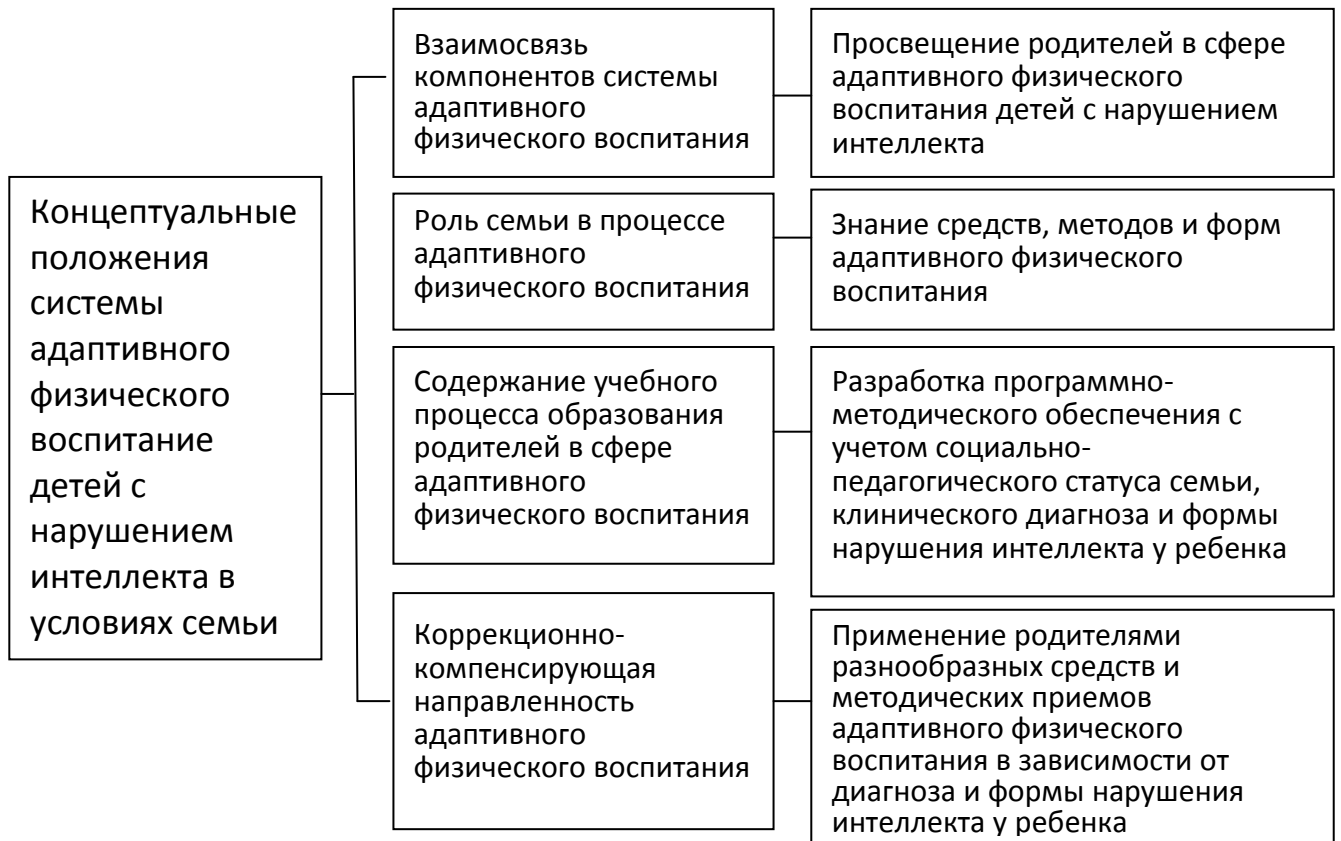 Концептуальные
положения
системы
адаптивного
физического
воспитание
детей с
нарушением
интеллекта в
условиях семьи
Взаимосвязь
компонентов системы
адаптивного
физического воспитания
Просвещение родителей в сфере
адаптивного физического
воспитания детей с нарушением
интеллекта
Роль семьи в процессе
адаптивного
физического воспитания
Знание средств, методов и форм
адаптивного физического
воспитания
Содержание учебного
процесса образования
родителей в сфере
адаптивного
физического воспитания
Разработка программно-
методического обеспечения с
учетом социально-
педагогического статуса семьи,
клинического диагноза и формы
нарушения интеллекта у ребенка
Коррекционно-
компенсирующая
направленность
адаптивного
физического воспитания
Применение родителями
разнообразных средств и
методических приемов
адаптивного физического
воспитания в зависимости от
диагноза и формы нарушения
интеллекта у ребенка